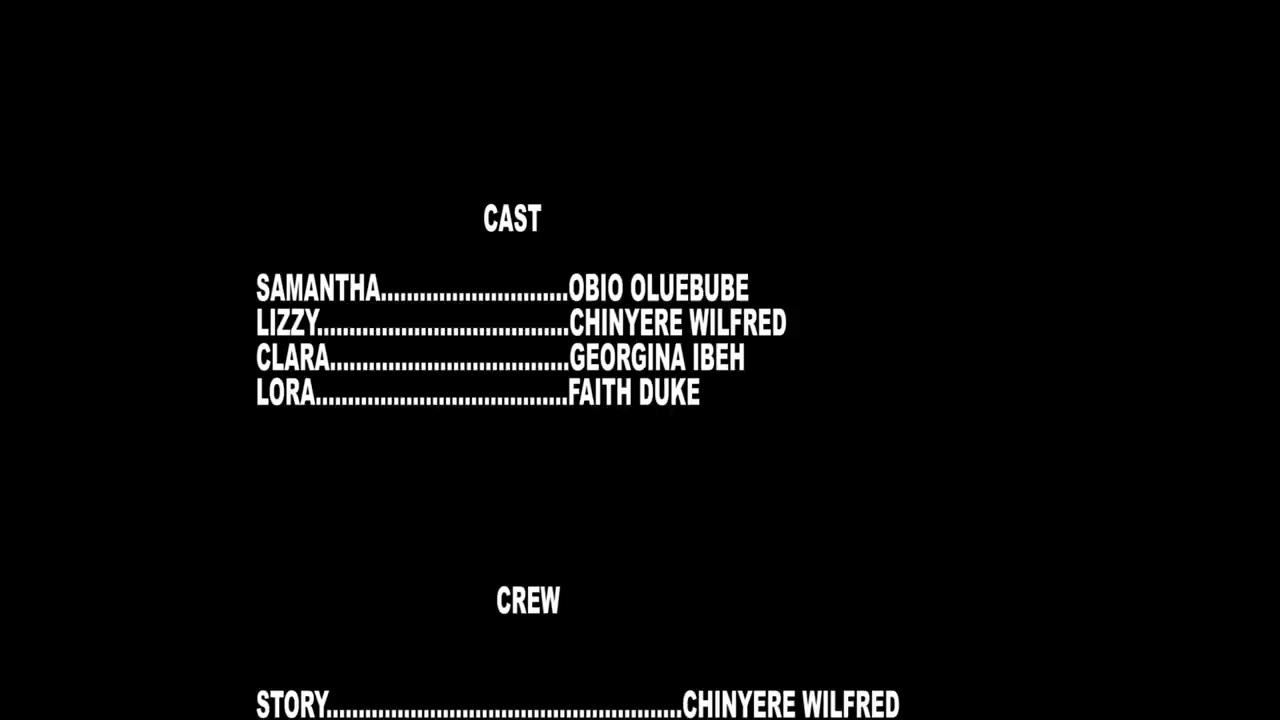 CAST
SAMANTHA.............................OBIO OLUEBUBE
LIZZY.......................................CHINYERE WILFRED
CLARA.....................................GEORGINA IBEH
LORA.......................................FAITH DUKE
CREW
STORY.......................................................CHINYERE WILFRED